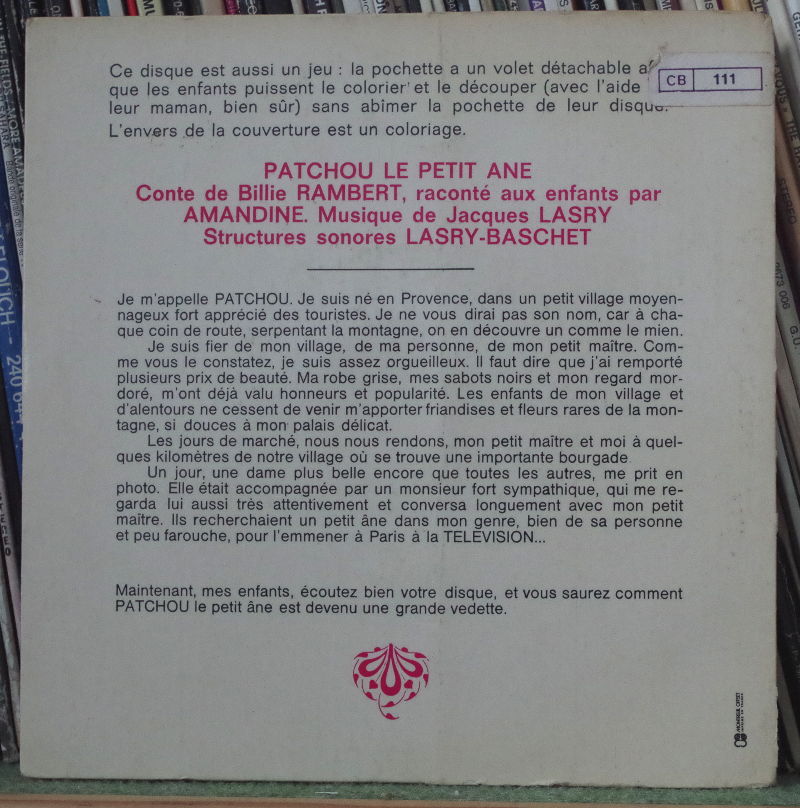 Ce disque est aussi un jeu : la pochette a un volet détachable
que les enfants puissent le colorier et le découper (avec l'aide
leur maman, bien sûr) sans abîmer la pochette de leur disque.
L'envers de la couverture est un coloriage.
CB 111
PATCHOU LE PETIT ANE
Conte de Billie RAMBERT, raconté aux enfants par
AMANDINE. Musique de Jacques LASRY
Structures sonores LASRY-BASCHET
Je m'appelle PATCHOU. Je suis né en Provence, dans un petit village moyen-
nageux fort apprécié des touristes. Je ne vous dirai pas son nom, car à cha-
que coin de route, serpentant la montagne, on en découvre un comme le mien.
Je suis fier de mon village, de ma personne, de mon petit maître. Com-
me vous le constatez, je suis assez orgueilleux. Il faut dire que j'ai remporté
plusieurs prix de beauté. Ma robe grise, mes sabots noirs et mon regard mor-
doré, m'ont déjà valu honneurs et popularité. Les enfants de mon village et
d'alentours ne cessent de venir m'apporter friandises et fleurs rares de la mon-
tagne, si douces à mon palais délicat.
Les jours de marché, nous nous rendons, mon petit maître et moi à quel-
ques kilomètres de notre village où se trouve une importante bourgade
Un jour, une dame plus belle encore que toutes les autres, me prit en
photo. Elle était accompagnée par un monsieur fort sympathique, qui me re-
garda lui aussi très attentivement et conversa longuement avec mon petit
maître. Ils recherchaient un petit âne dans mon genre, bien de sa personne
et peu farouche, pour l'emmener à Paris à la TELEVISION...
Maintenant, mes enfants, écoutez bien votre disque, et vous saurez comment
PATCHOU le petit âne est devenu une grande vedette.
MONTREUIL OFFSET